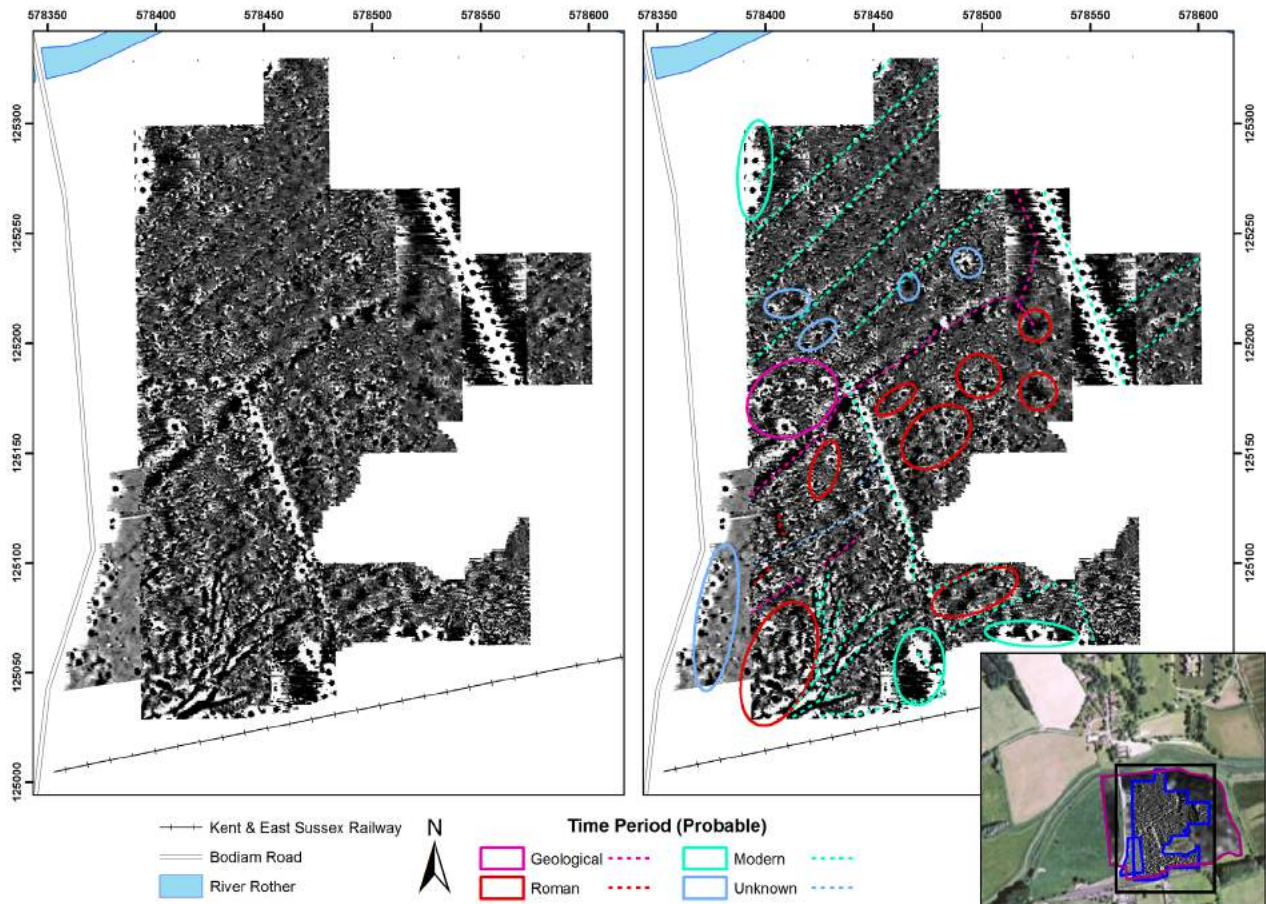 578350 578400 578450 578500 578550 578600
578350 578400 578450 578500 578550 578600
125300
125250
125200
125150
125100
125050
125000
125300
125250
125200
125150
125100
Kent & East Sussex Railway
Bodiam Road
River Rother
N
Time Period (Probable)
Geological
Modern
Roman
Unknown